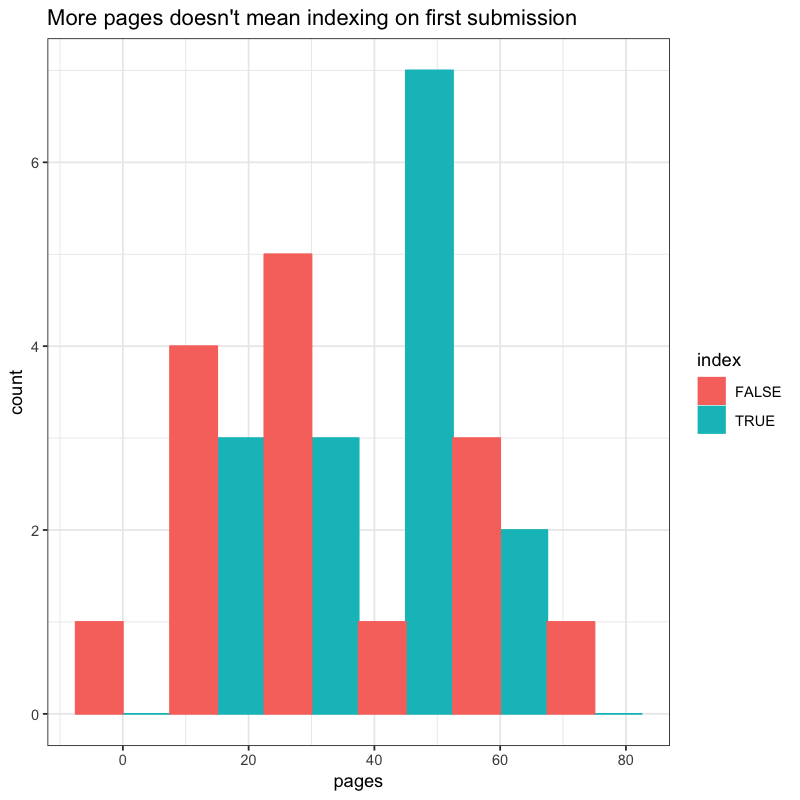 More pages doesn't mean indexing on first submission
6
4
2
0
count
0 20 40 60 80
pages
index
FALSE
TRUE